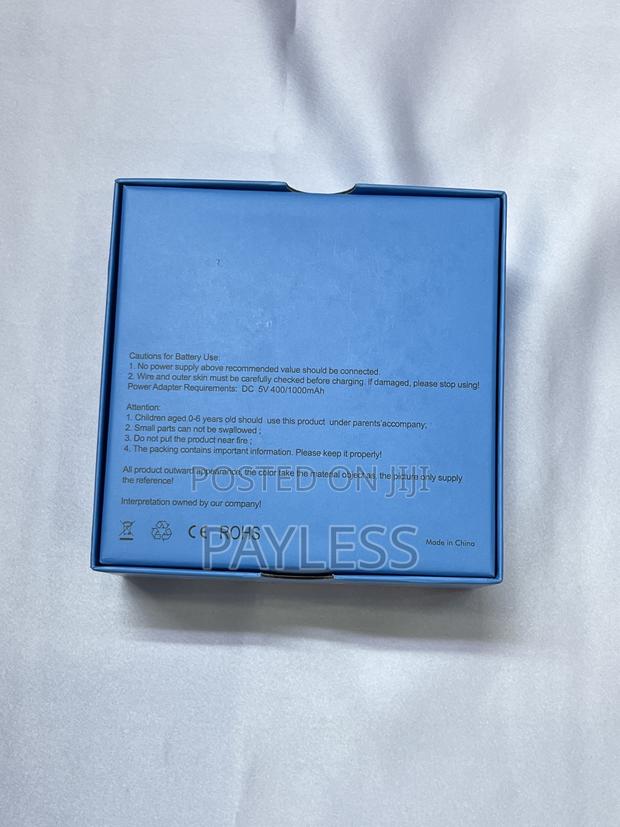 Cautions for Battery Use:
1. No power supply above recommended value should be connected.
2. Wire and outer skin must be carefully checked before charging. If damaged, please stop using!
Power Adapter Requirements: DC 5V 400/1000mAh
Attention:
1. Children aged 0-6 years old should use this product under parents'accompany;
2. Small parts can not be swallowed ;
3. Do not put the product near fire ;
4. The packing contains important information. Please keep it properly!
All product outward appearance, the color take the material object as, the picture only supply
the reference!
Interpretation owned by our company!
CE ROHS
Made in China
POSTED ON JIJI
PAYLESS